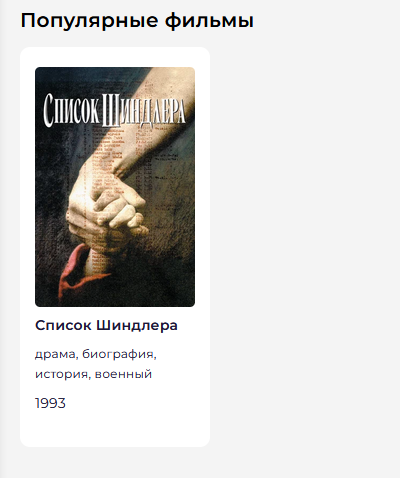 Популярные фильмы
Список Шиндлера
Список Шиндлера
драма, биография,
история, военный
1993